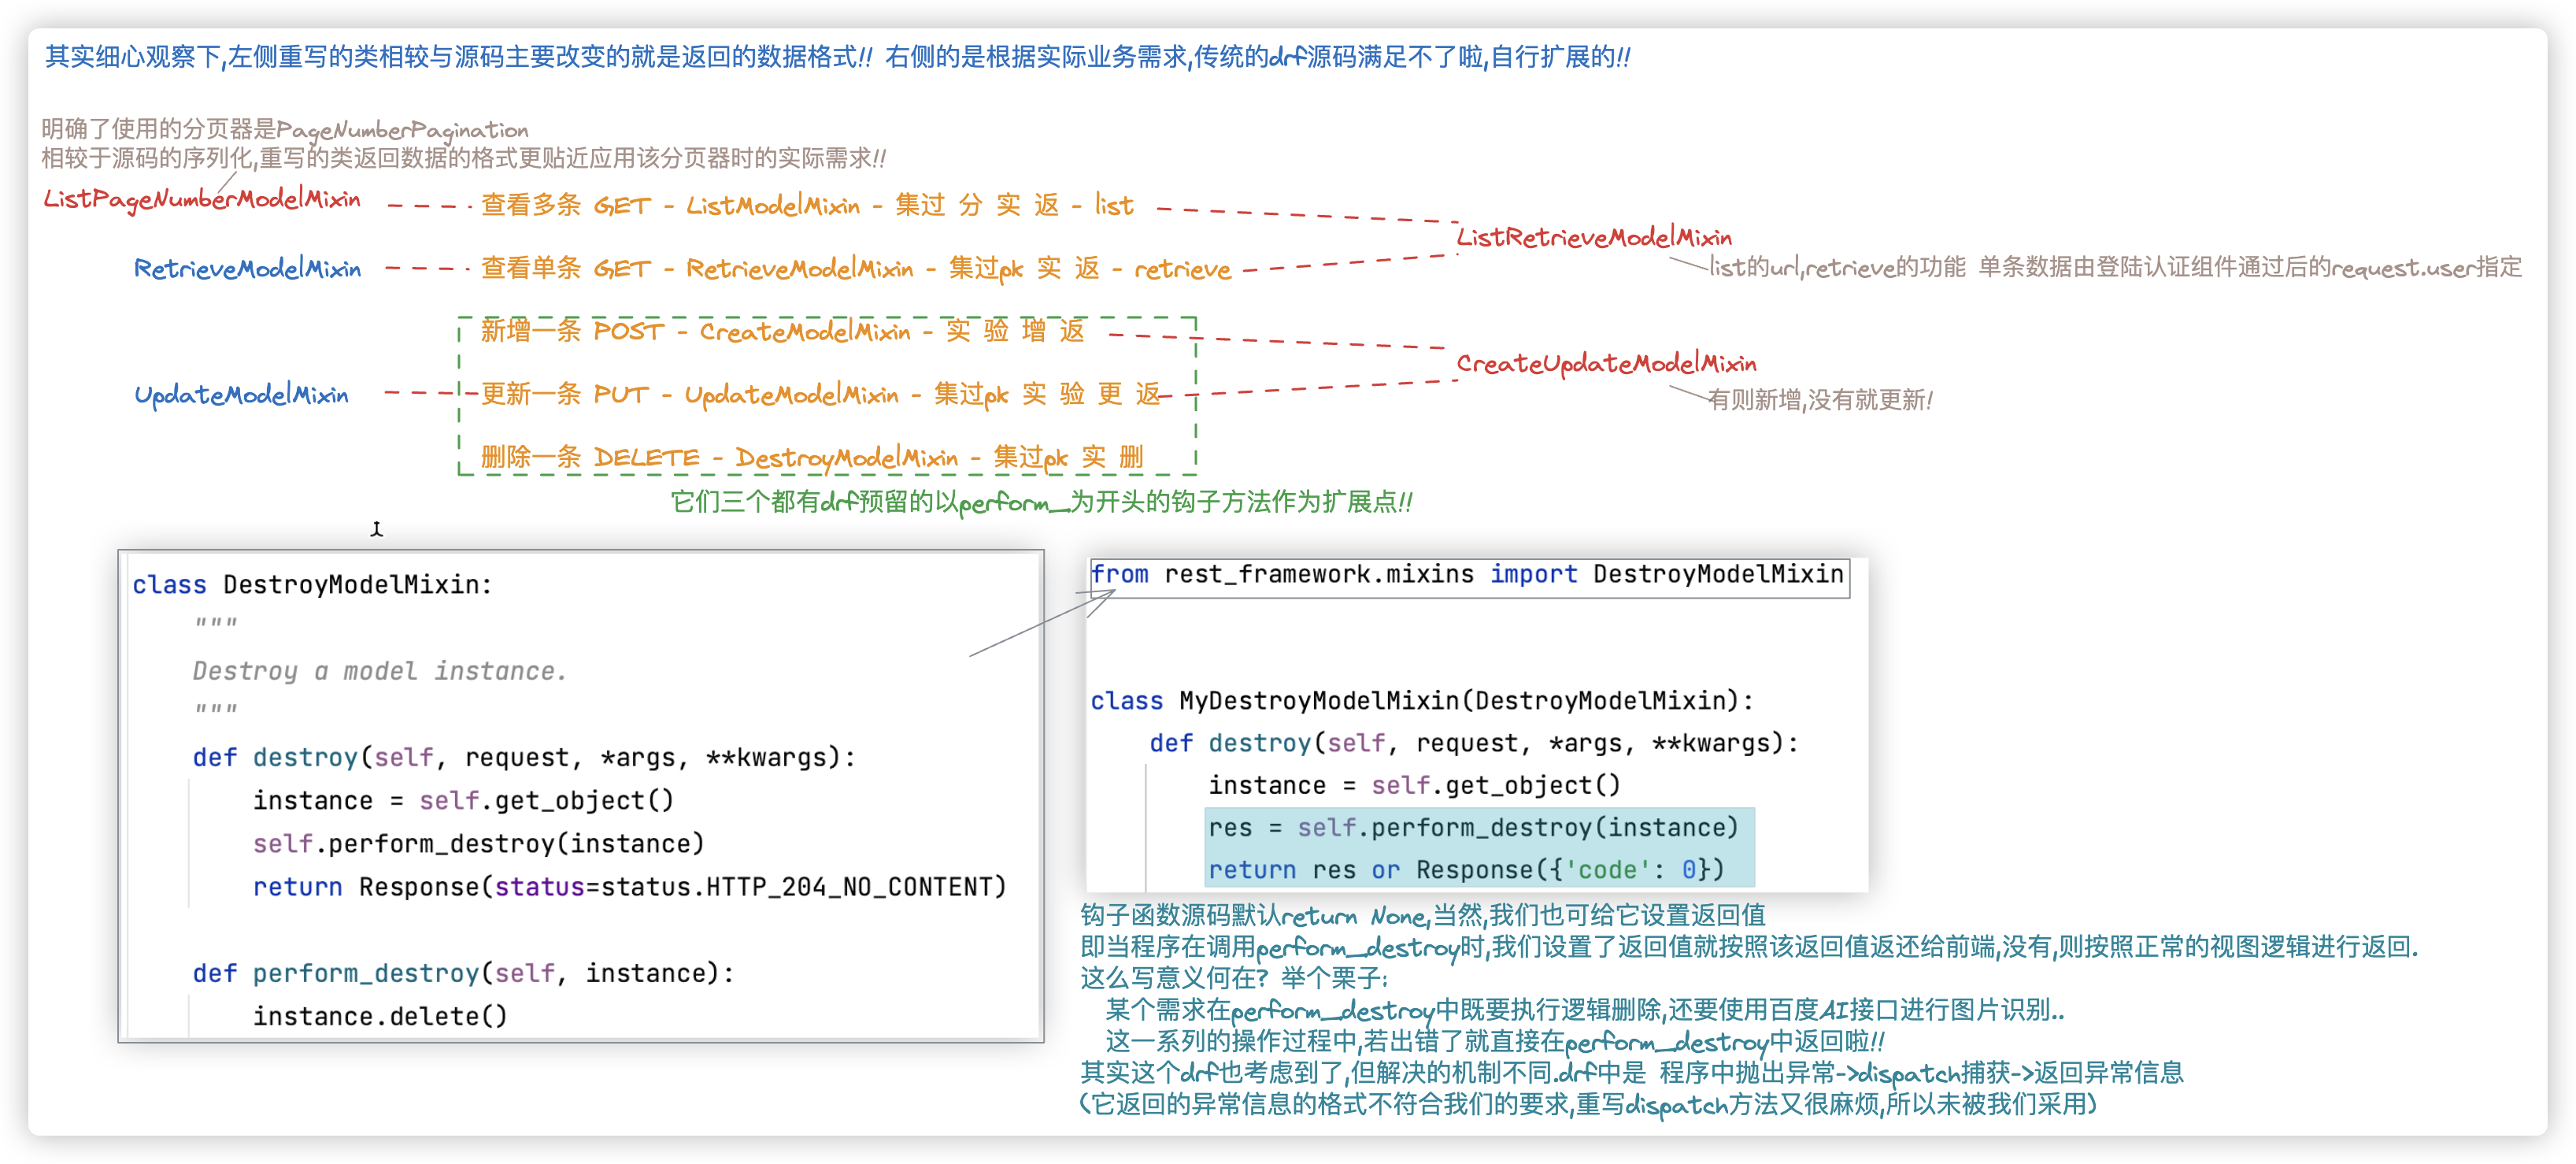 其实细心观察下,左侧重写的类相较与源码主要改变的就是返回的数据格式!! 右侧的是根据实际业务需求,传统的drf源码满足不了啦,自行扩展的!!
明确了使用的分页器是PageNumberPagination
相较于源码的序列化,重写的类返回数据的格式更贴近应用该分页器时的实际需求!!
ListPageNumberModelMixin
查看多条 GET - ListModelMixin - 集过 分 实 返 - list
ListRetrieveModelMixin
RetrieveModelMixin
查看单条 GET - RetrieveModelMixin - 集过pk 实 返 - retrieve
list的url,retrieve的功能 单条数据由登陆认证组件通过后的request.user指定
新增一条 POST - CreateModelMixin - 实 验 增 返
CreateUpdateModelMixin
UpdateModelMixin
更新一条 PUT - UpdateModelMixin - 集过pk 实 验 更 返
有则新增,没有就更新!
删除一条 DELETE - DestroyModelMixin - 集过pk 实 删
它们三个都有drf预留的以perform_为开头的钩子方法作为扩展点!!
class DestroyModelMixin:
"""
Destroy a model instance.
"""
def destroy(self, request, *args, **kwargs):
instance = self.get_object()
self.perform_destroy(instance)
return Response(status=status.HTTP_204_NO_CONTENT)
def perform_destroy(self, instance):
instance.delete()
from rest_framework.mixins import DestroyModelMixin
class MyDestroyModelMixin(DestroyModelMixin):
def destroy(self, request, *args, **kwargs):
instance = self.get_object()
res = self.perform_destroy(instance)
return res or Response({'code': 0})
钩子函数源码默认return None,当然,我们也可给它设置返回值
即当程序在调用perform_destroy时,我们设置了返回值就按照该返回值返还给前端,没有,则按照正常的视图逻辑进行返回.
这么写意义何在? 举个栗子:
某个需求在perform_destroy中既要执行逻辑删除,还要使用百度AI接口进行图片识别..
这一系列的操作过程中,若出错了就直接在perform_destroy中返回啦!!
其实这个drf也考虑到了,但解决的机制不同.drf中是 程序中抛出异常->dispatch捕获->返回异常信息
(它返回的异常信息的格式不符合我们的要求,重写dispatch方法又很麻烦,所以未被我们采用)